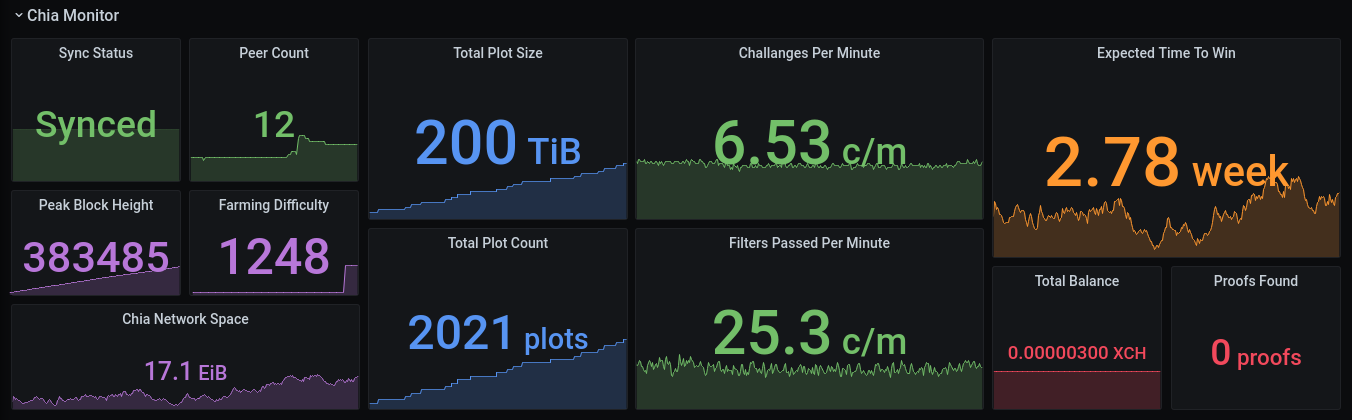 Chia Monitor
Sync Status
Synced
Peer Count
12
Total Plot Size
200 TiB
Challanges Per Minute
6.53 c/m
Expected Time To Win
2.78 week
Peak Block Height
383485
Farming Difficulty
1248
Total Plot Count
2021 plots
Filters Passed Per Minute
25.3 c/m
Chia Network Space
17.1 EiB
Total Balance
0.00000300 XCH
Proofs Found
0 proofs